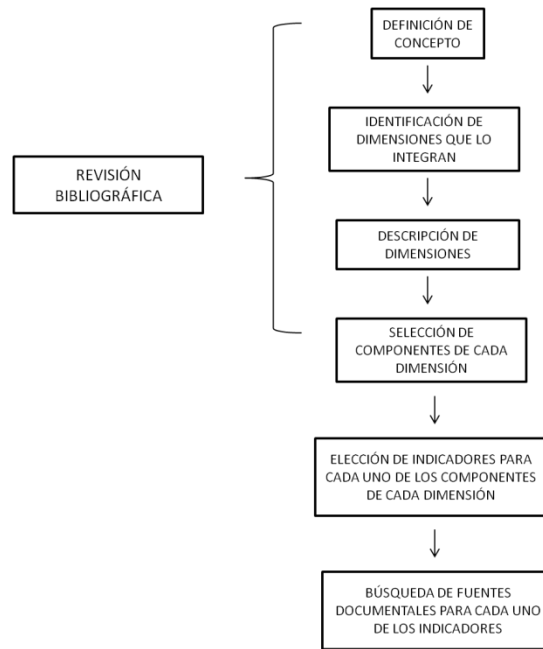 DEFINICIÓN DE
CONCEPTO
IDENTIFICACIÓN DE
DIMENSIONES QUE LO
INTEGRAN
REVISIÓN
BIBLIOGRÁFICA
DESCRIPCIÓN DE
DIMENSIONES
SELECCIÓN DE
COMPONENTES DE CADA
DIMENSIÓN
ELECCIÓN DE INDICADORES PARA
CADA UNO DE LOS COMPONENTES
DE CADA DIMENSIÓN
BÚSQUEDA DE FUENTES
DOCUMENTALES PARA CADA UNO
DE LOS INDICADORES